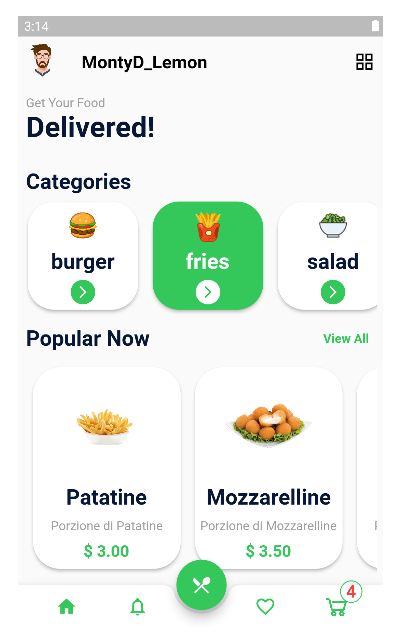 3:14
MontyD_Lemon
Get Your Food
Delivered!
Categories
burger
fries
salad
Popular Now
View All
Patatine
Mozzarelline
Porzione di Patatine
Porzione di Mozzarelline
$ 3.00
$ 3.50
4